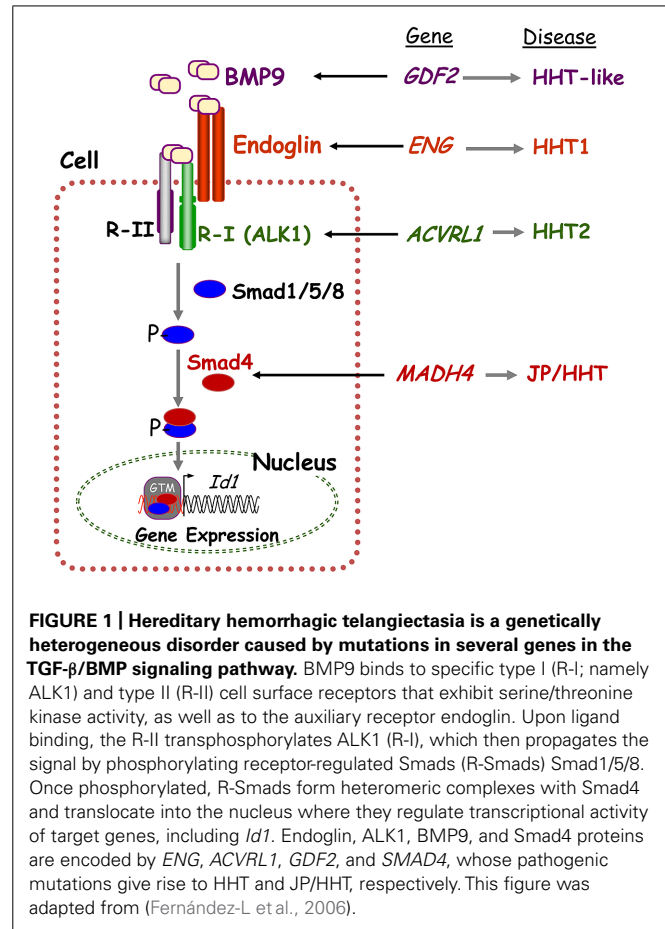 Gene Disease
BMP9 GDF2 HHT-like
Endoglin ENG HHT1
Cell
R-II R-I (ALK1) ACVRL1 HHT2
Smad1/5/8
P
Smad4 MADH4 JP/HHT
P
Nucleus
GTM Id1
Gene Expression
FIGURE 1 | Hereditary hemorrhagic telangiectasia is a genetically
heterogeneous disorder caused by mutations in several genes in the
TGF-β/BMP signaling pathway. BMP9 binds to specific type I (R-I; namely
ALK1) and type II (R-II) cell surface receptors that exhibit serine/threonine
kinase activity, as well as to the auxiliary receptor endoglin. Upon ligand
binding, the R-II transphosphorylates ALK1 (R-I), which then propagates the
signal by phosphorylating receptor-regulated Smads (R-Smads) Smad1/5/8.
Once phosphorylated, R-Smads form heteromeric complexes with Smad4
and translocate into the nucleus where they regulate transcriptional activity
of target genes, including Id1. Endoglin, ALK1, BMP9, and Smad4 proteins
are encoded by ENG, ACVRL1, GDF2, and SMAD4, whose pathogenic
mutations give rise to HHT and JP/HHT, respectively. This figure was
adapted from (Fernández-L et al., 2006).